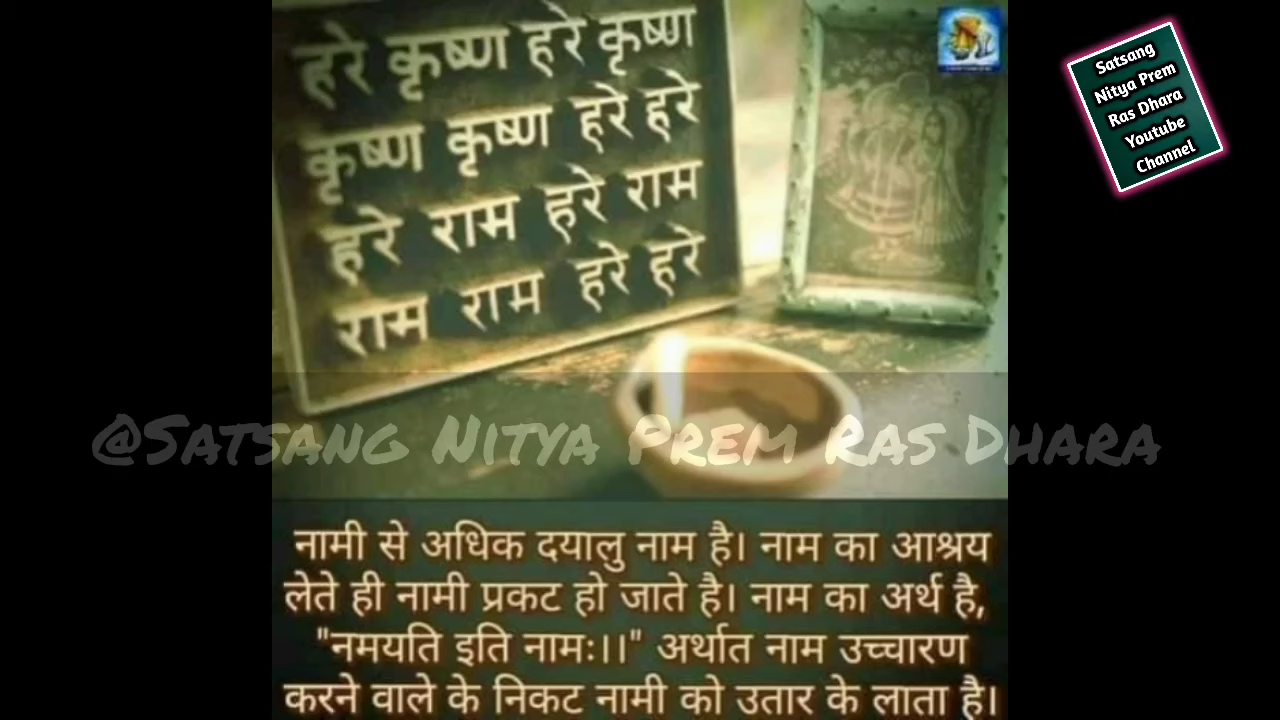 हरे कृष्ण हरे कृष्ण
कृष्ण कृष्ण हरे हरे
हरे राम हरे राम
राम राम हरे हरे
Satsang
Nitya Prem
Ras Dhara
Youtube
Channel
@Satsang Nitya Prem Ras Dhara
नामी से अधिक दयालु नाम है। नाम का आश्रय
लेते ही नामी प्रकट हो जाते है। नाम का अर्थ है,
"नमयति इति नामः।।" अर्थात नाम उच्चारण
करने वाले के निकट नामी को उतार के लाता है।